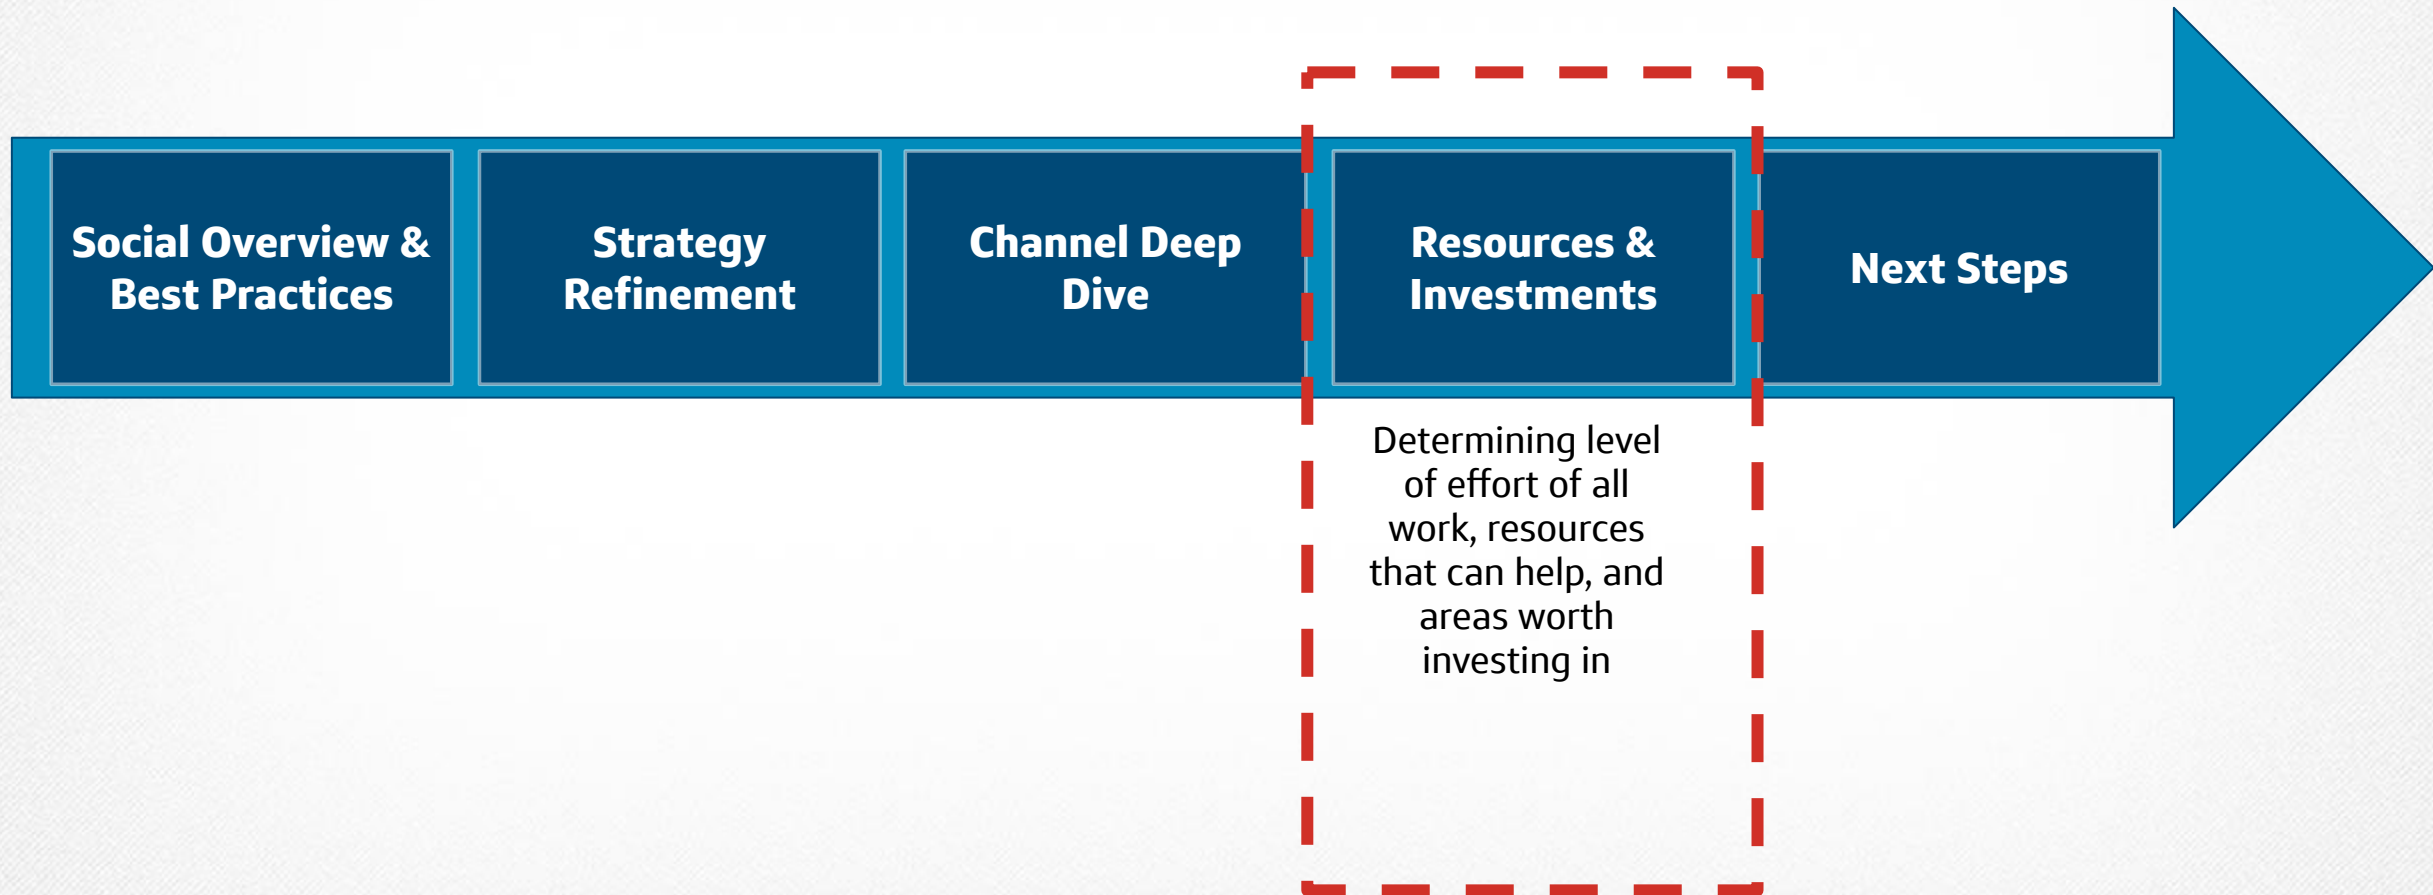 Social Overview &
Best Practices
Strategy
Refinement
Channel Deep
Dive
Resources &
Investments
Next Steps
Determining level
of effort of all
work, resources
that can help, and
areas worth
investing in